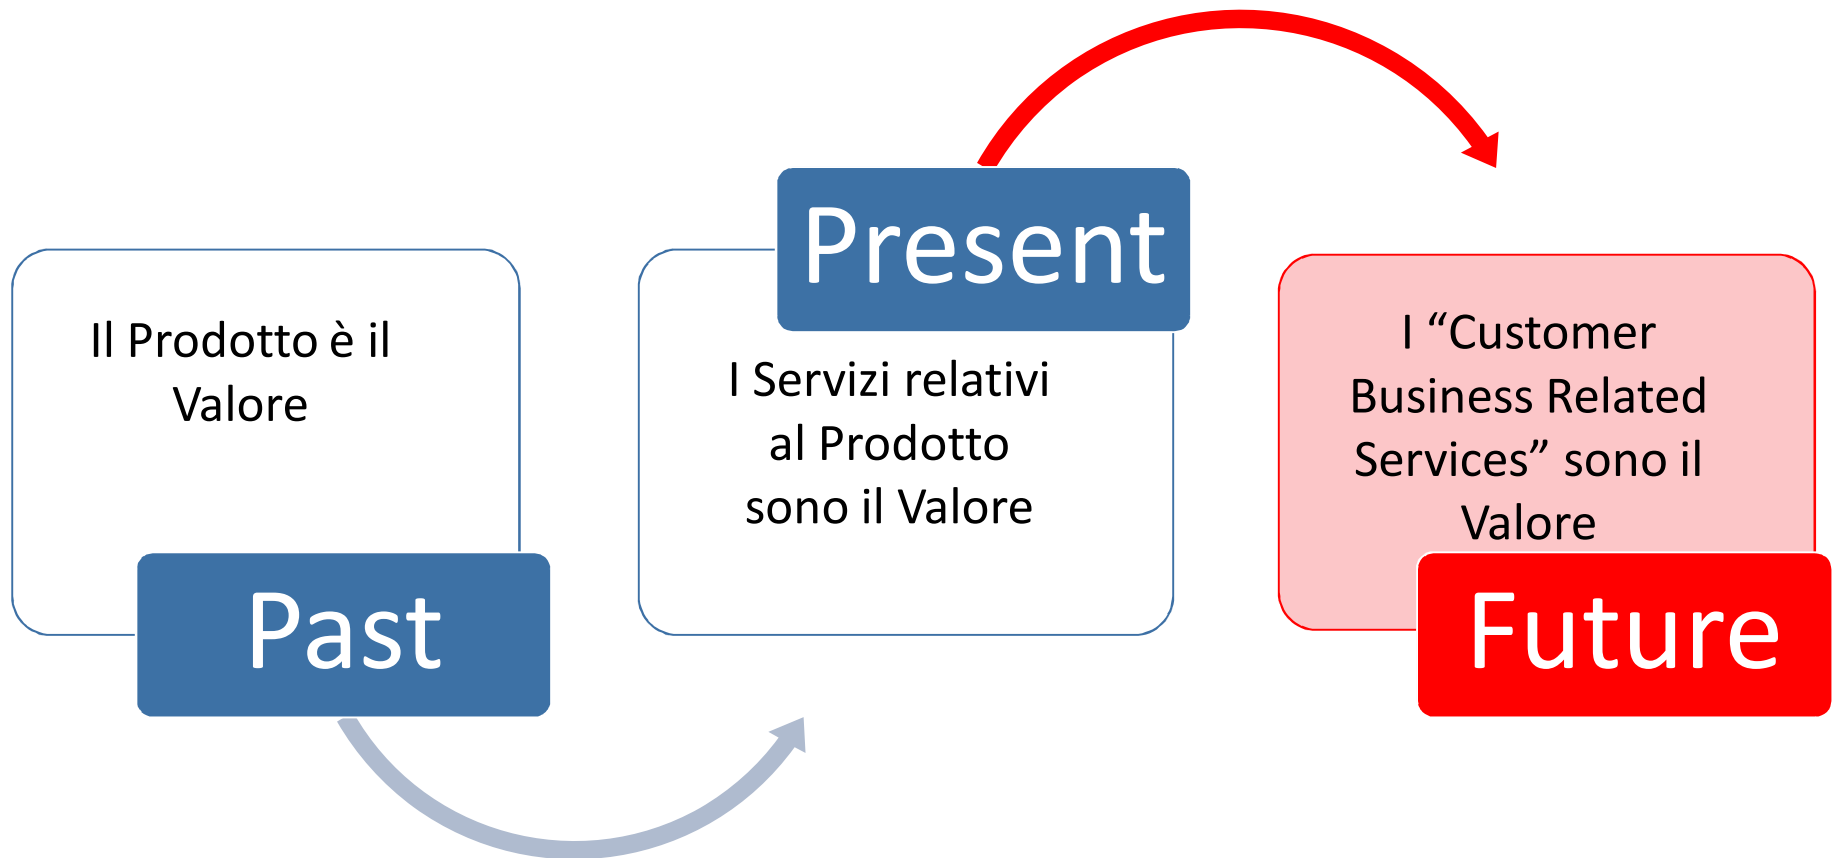 Il Prodotto è il
Valore
Past
Present
I Servizi relativi
al Prodotto
sono il Valore
I “Customer
Business Related
Services” sono il
Valore
Future